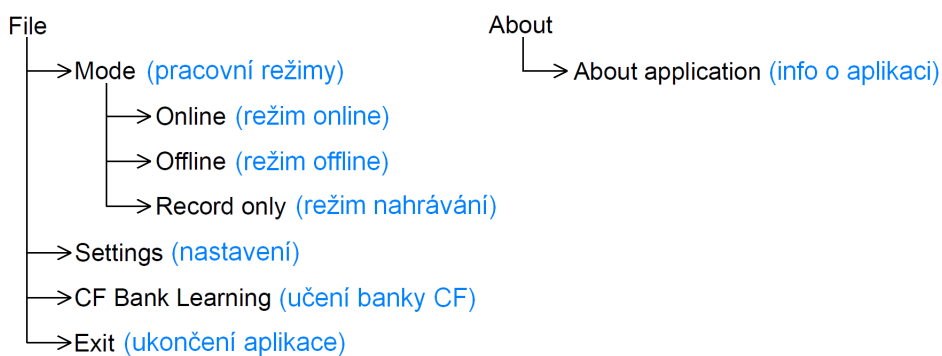 File
Mode (pracovní režimy)
Online (režim online)
Offline (režim offline)
Record only (režim nahrávání)
Settings (nastavení)
CF Bank Learning (učení banky CF)
Exit (ukončení aplikace)
About
About application (info o aplikaci)